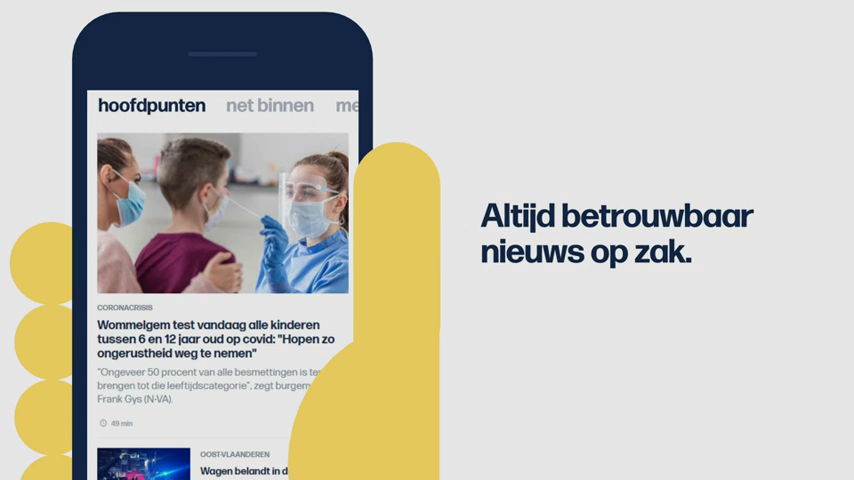 hoofdpunten net binnen
CORONACRISIS
Wommelgem test vandaag alle kinderen
tussen 6 en 12 jaar oud op covid: "Hopen zo
ongerustheid weg te nemen"
"Ongeveer 50 procent van alle besmettingen is
brengen tot die leeftijdscategorie", zegt
Frank Gys (N-VA).
49 min
OOST-VLAANDEREN
Wagen belandt in
Altijd betrouwbaar
nieuws op zak.